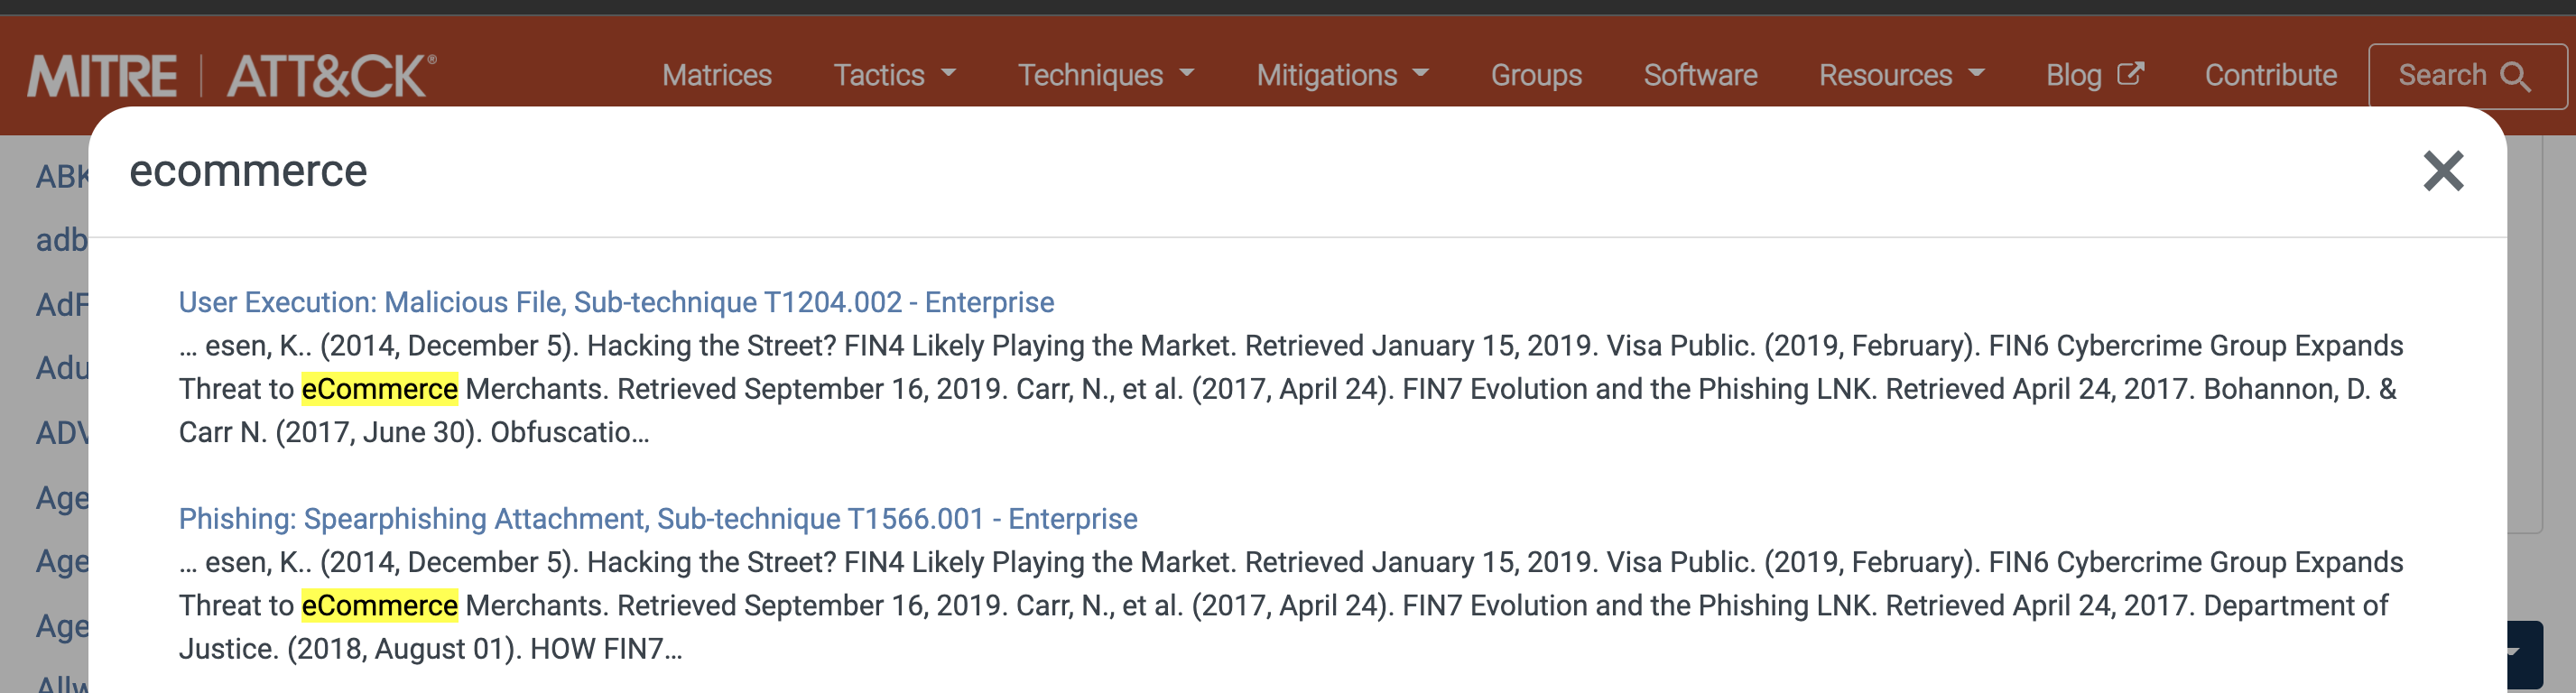 MITRE | ATT&CK®
Matrices Tactics Techniques Mitigations Groups Software Resources Blog Contribute Search
ecommerce
ABK
adb
AdF
Adu
ADV
Age
Age
Age
Allw
User Execution: Malicious File, Sub-technique T1204.002 - Enterprise
... esen, K.. (2014, December 5). Hacking the Street? FIN4 Likely Playing the Market. Retrieved January 15, 2019. Visa Public. (2019, February). FIN6 Cybercrime Group Expands
Threat to eCommerce Merchants. Retrieved September 16, 2019. Carr, N., et al. (2017, April 24). FIN7 Evolution and the Phishing LNK. Retrieved April 24, 2017. Bohannon, D. &
Carr N. (2017, June 30). Obfuscatio...
Phishing: Spearphishing Attachment, Sub-technique T1566.001 - Enterprise
... esen, K.. (2014, December 5). Hacking the Street? FIN4 Likely Playing the Market. Retrieved January 15, 2019. Visa Public. (2019, February). FIN6 Cybercrime Group Expands
Threat to eCommerce Merchants. Retrieved September 16, 2019. Carr, N., et al. (2017, April 24). FIN7 Evolution and the Phishing LNK. Retrieved April 24, 2017. Department of
Justice. (2018, August 01). HOW FIN7...